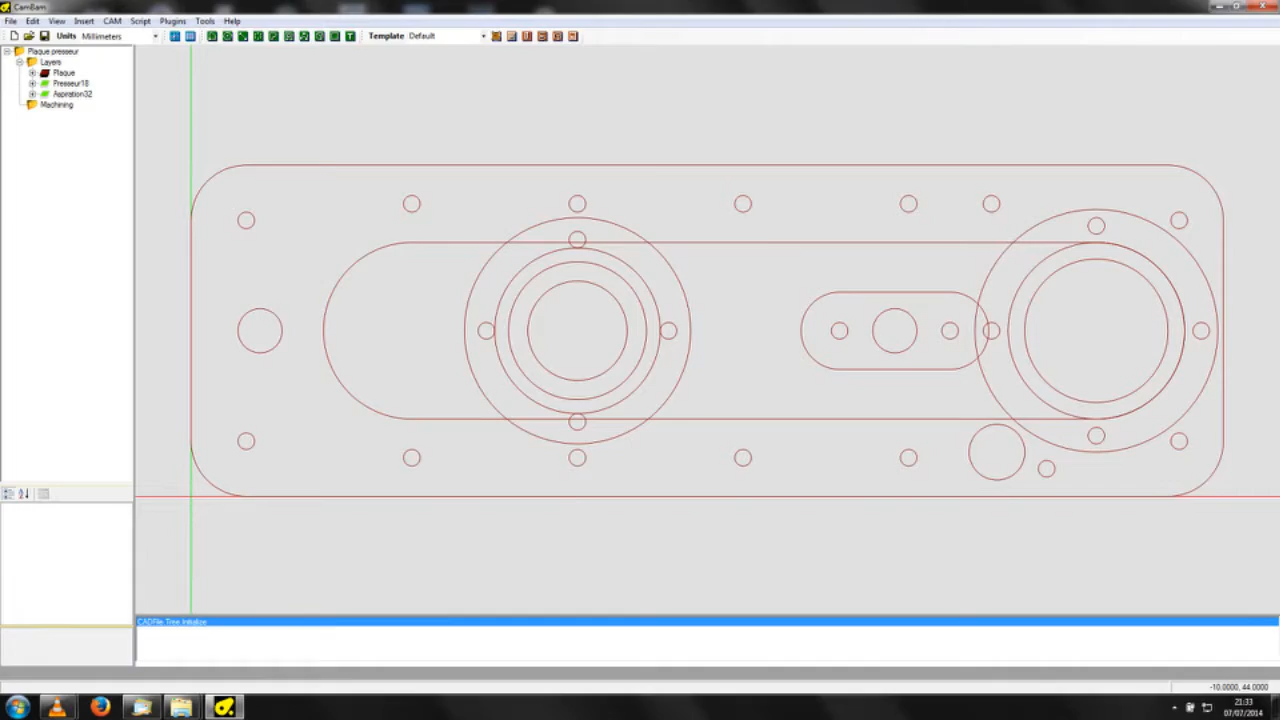 CamBam
File Edit View Insert CAM Script Plugins Tools Help
Units Millimeters Template Default
Plaque presseur
Layers
Plaque
Presseur18
Aspiration32
Machining
CADFile Tree Initialize
-10.0000, 44.0000
21:33
07/07/2014